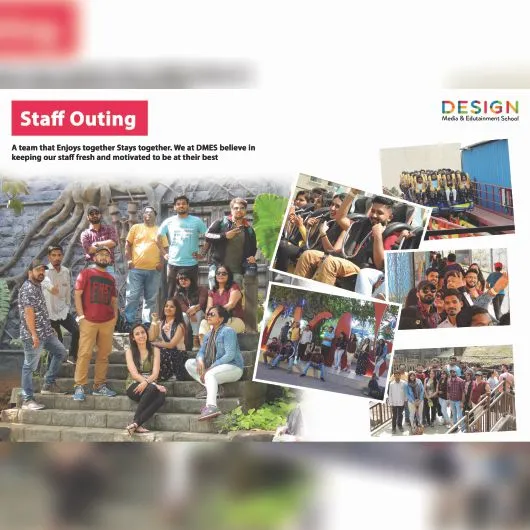 Staff Outing
DESIGN
Media & Edutainment School
A team that Enjoys together Stays together. We at DMES believe in
keeping our staff fresh and motivated to be at their best